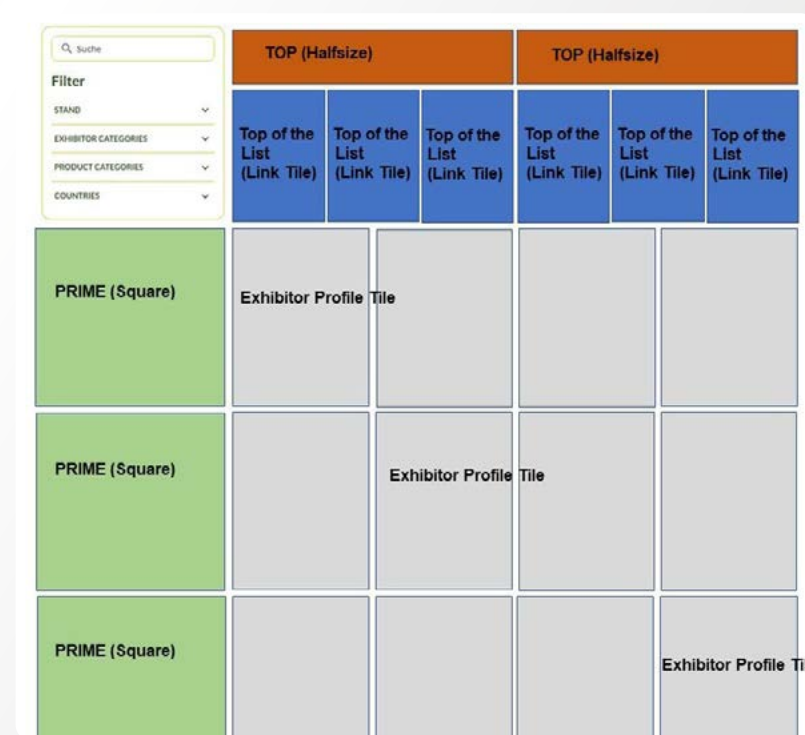 Suche
Filter
STAND
EXHIBITOR CATEGORIES
PRODUCT CATEGORIES
COUNTRIES
TOP (Halfsize)
TOP (Halfsize)
Top of the
List
(Link Tile)
Top of the
List
(Link Tile)
Top of the
List
(Link Tile)
Top of the
List
(Link Tile)
Top of the
List
(Link Tile)
Top of the
List
(Link Tile)
PRIME (Square)
Exhibitor Profile Tile
PRIME (Square)
Exhibitor Profile Tile
PRIME (Square)
Exhibitor Profile Ti